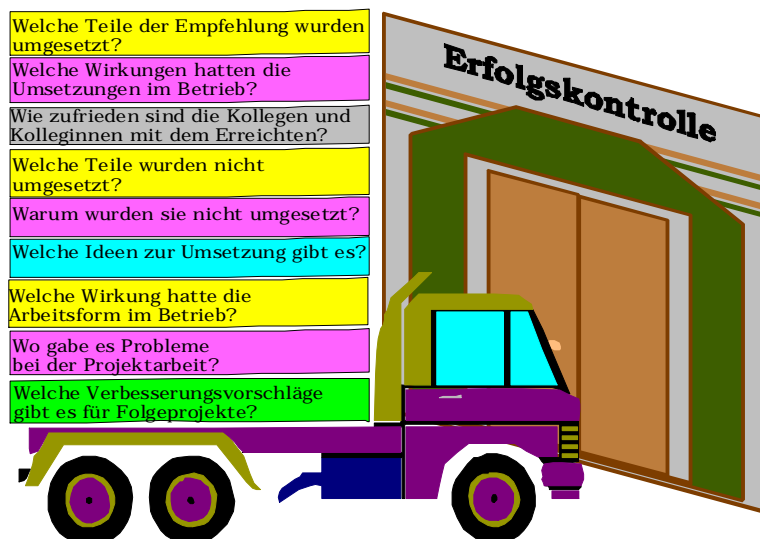 Welche Teile der Empfehlung wurden
umgesetzt?
Welche Wirkungen hatten die
Umsetzungen im Betrieb?
Wie zufrieden sind die Kollegen und
Kolleginnen mit dem Erreichten?
Welche Teile wurden nicht
umgesetzt?
Warum wurden sie nicht umgesetzt?
Welche Ideen zur Umsetzung gibt es?
Welche Wirkung hatte die
Arbeitsform im Betrieb?
Wo gabe es Probleme
bei der Projektarbeit?
Welche Verbesserungsvorschläge
gibt es für Folgeprojekte?
Erfolgskontrolle